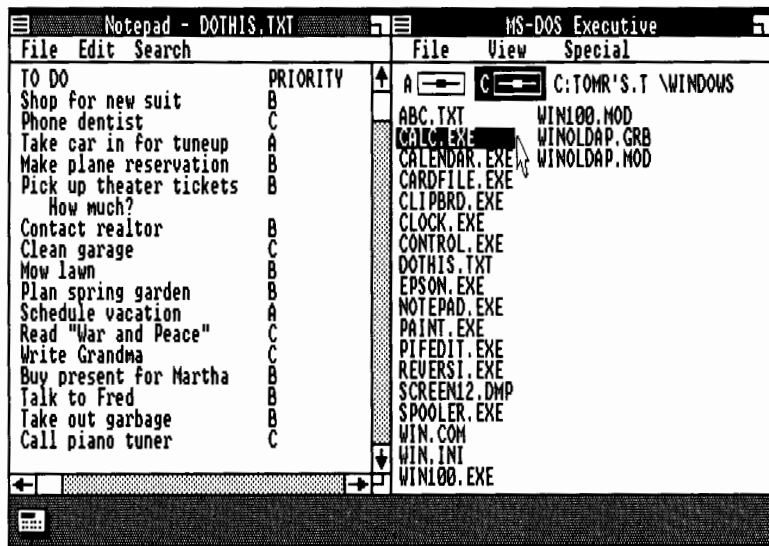 Notepad - DOTHIS.TXT
File Edit Search
TO DO PRIORITY
Shop for new suit B
Phone dentist C
Take car in for tuneup A
Make plane reservation B
Pick up theater tickets B
How much?
Contact realtor B
Clean garage C
Mow lawn B
Plan spring garden B
Schedule vacation A
Read "War and Peace" C
Write Grandma C
Buy present for Martha B
Talk to Fred B
Take out garbage B
Call piano tuner C
MS-DOS Executive
File View Special
A C C:TOMR'S.T \WINDOWS
ABC.TXT WIN100.MOD
CALC.EXE WINOLDAP.GRB
CALENDAR.EXE WINOLDAP.MOD
CARDFILE.EXE
CLIPBRD.EXE
CLOCK.EXE
CONTROL.EXE
DOTHIS.TXT
EPSON.EXE
NOTEPAD.EXE
PAINT.EXE
PIFEDIT.EXE
REVERSI.EXE
SCREEN12.DMP
SPOOLER.EXE
WIN.COM
WIN.INI
WIN100.EXE